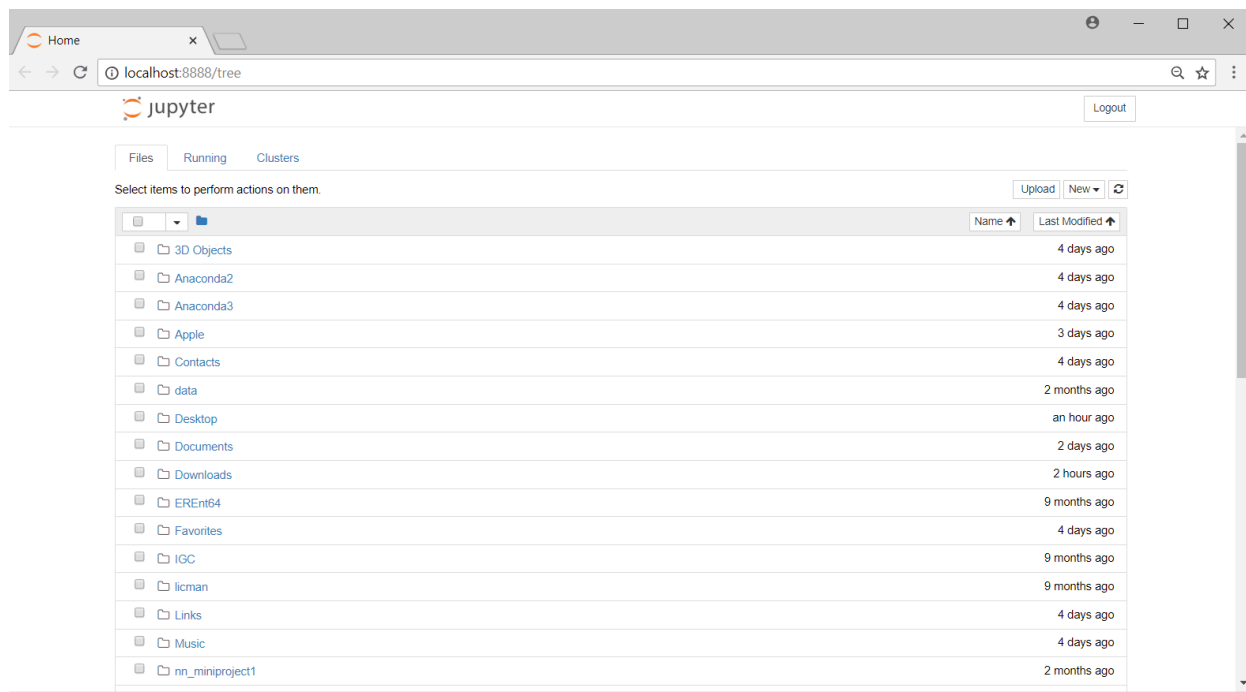 Home
localhost:8888/tree
jupyter
Logout
Files Running Clusters
Select items to perform actions on them.
Upload New
Name Last Modified
3D Objects 4 days ago
Anaconda2 4 days ago
Anaconda3 4 days ago
Apple 3 days ago
Contacts 4 days ago
data 2 months ago
Desktop an hour ago
Documents 2 days ago
Downloads 2 hours ago
EREnt64 9 months ago
Favorites 4 days ago
IGC 9 months ago
licman 9 months ago
Links 4 days ago
Music 4 days ago
nn_miniproject1 2 months ago